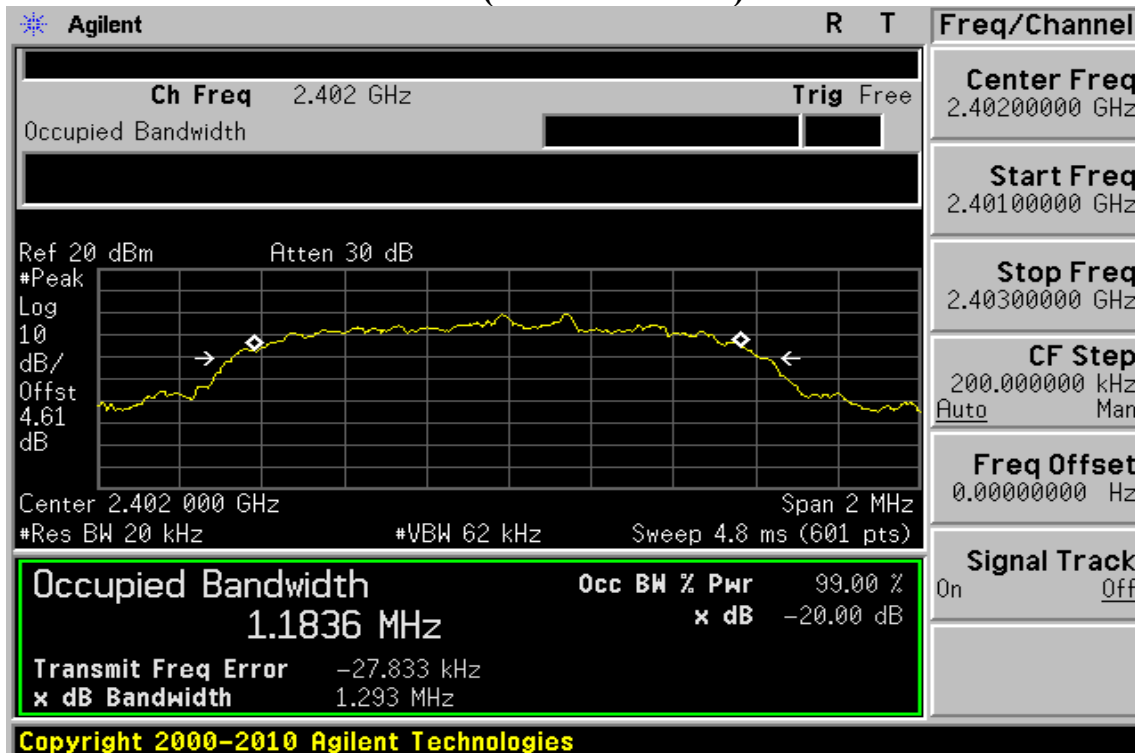 Agilent R T
Ch Freq 2.402 GHz Trig Free
Occupied Bandwidth
Ref 20 dBm Atten 30 dB
#Peak
Log
10
dB/
Offst
4.61
dB
Center 2.402 000 GHz Span 2 MHz
#Res BW 20 kHz #VBW 62 kHz Sweep 4.8 ms (601 pts)
Occupied Bandwidth Occ BW % Pwr 99.00 %
1.1836 MHz x dB -20.00 dB
Transmit Freq Error -27.833 kHz
x dB Bandwidth 1.293 MHz
Copyright 2000-2010 Agilent Technologies
Freq/Channel
Center Freq
2.40200000 GHz
Start Freq
2.40100000 GHz
Stop Freq
2.40300000 GHz
CF Step
200.000000 kHz
Auto Man
Freq Offset
0.00000000 Hz
Signal Track
On Off